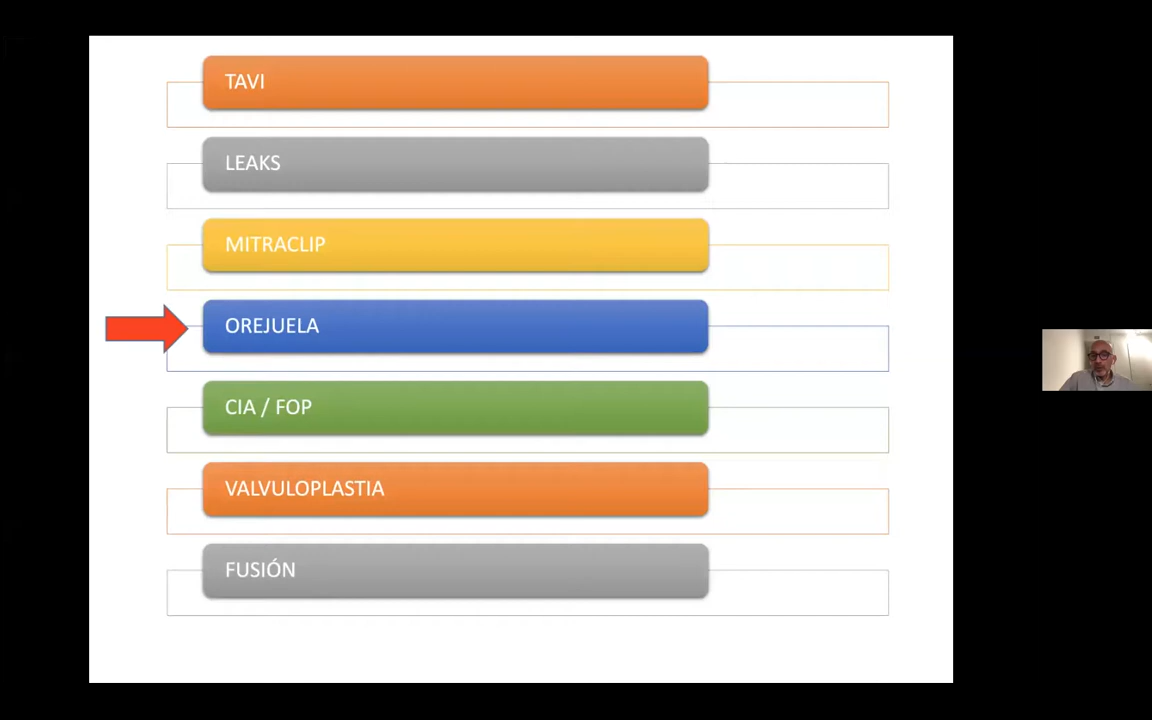 TAVI
LEAKS
MITRACLIP
OREJUELA
CIA / FOP
VALVULOPLASTIA
FUSIÓN